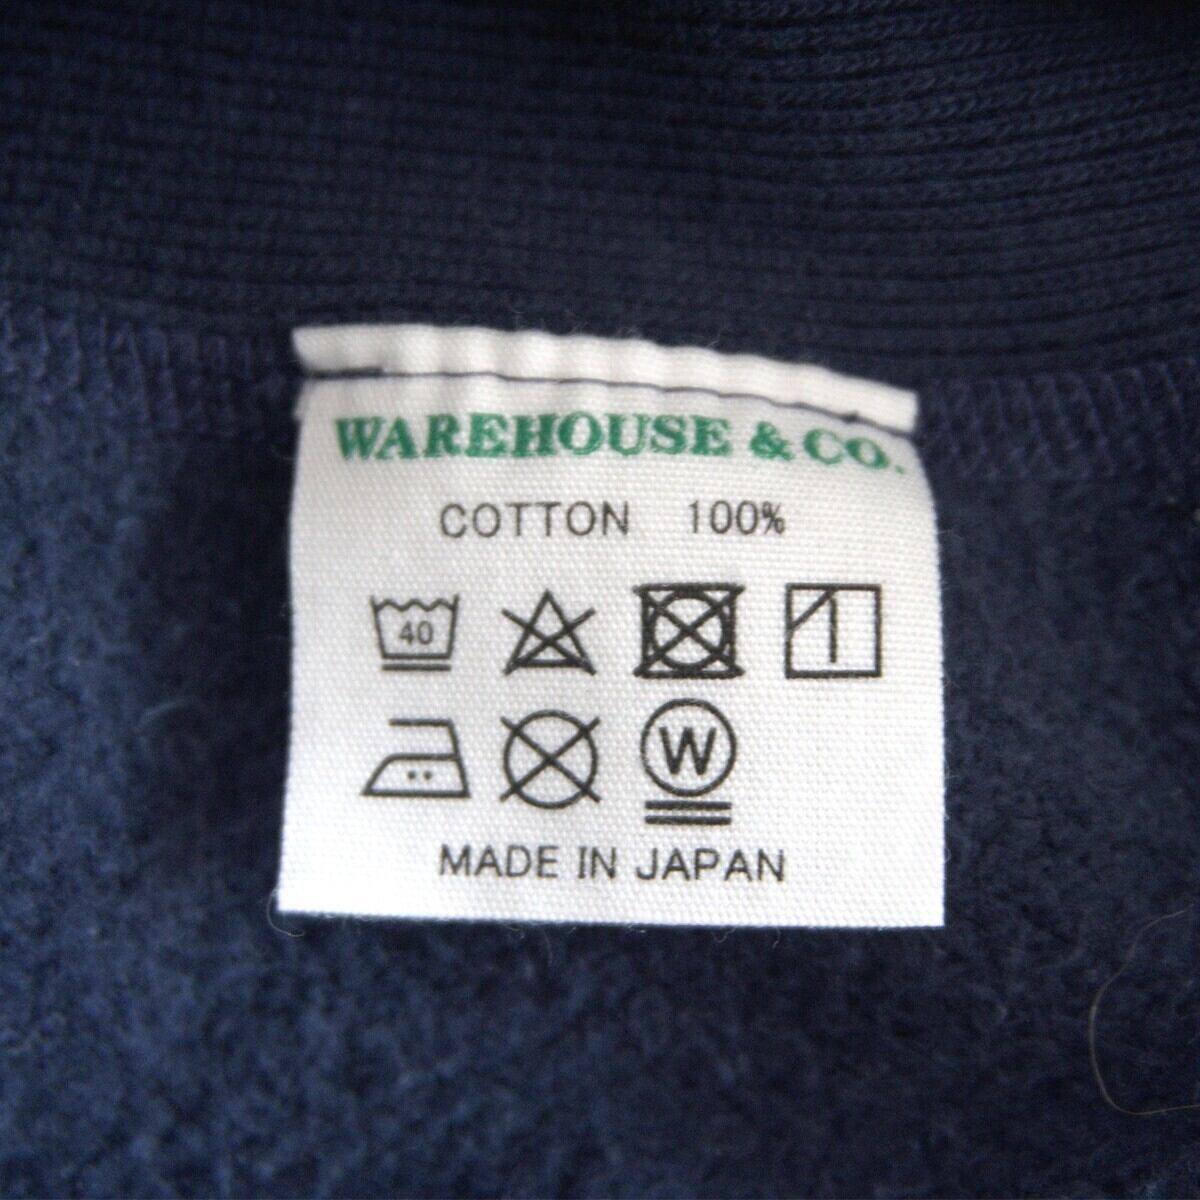 WAREHOUSE & CO.
COTTON 100%
40
W
MADE IN JAPAN